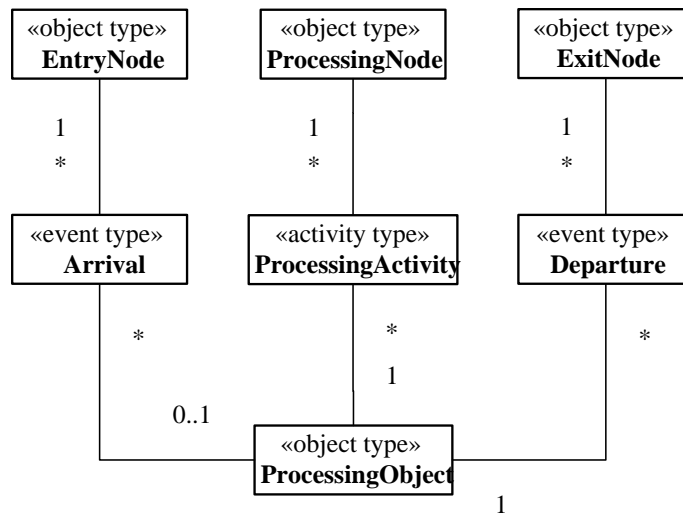 «object type»
EntryNode
«object type»
ProcessingNode
«object type»
ExitNode
1
*
1
*
1
*
«event type»
Arrival
«activity type»
ProcessingActivity
«event type»
Departure
*
*
*
1
0..1
«object type»
ProcessingObject
1